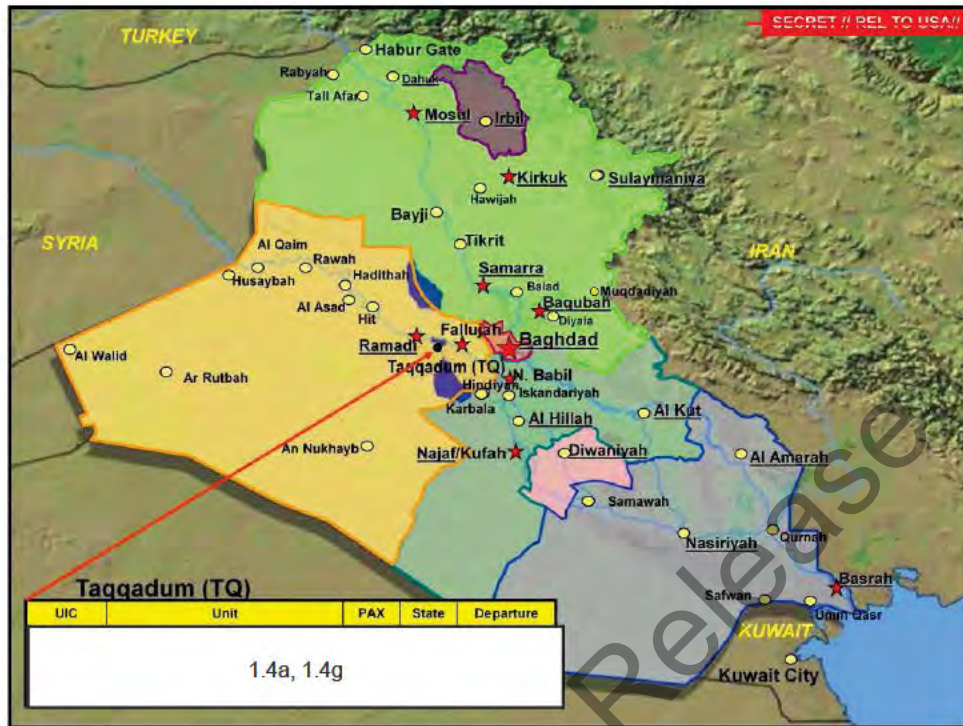 SECRET // REL TO USA//
TURKEY
Habur Gate
Rabyah
Dahuk
Tall Afar
Mosul
Irbil
Kirkuk
Sulaymaniya
Hawijah
Bayji
SYRIA
Tikrit
IRAN
Al Qaim
Rawah
Husaybah
Hadithah
Samarra
Balad
Muqdadiyah
Al Asad
Hit
Baqubah
Diyala
Ramadi
Fallujah
Baghdad
Al Walid
Taqqadum (TQ)
Ar Rutbah
N. Babil
Hindiyah
Iskandariyah
Karbala
Al Hillah
Al Kut
An Nukhayb
Najaf/Kufah
Diwaniyah
Al Amarah
Samawah
Nasiriyah
Qurnah
Basrah
Safwan
Umm Qasr
KUWAIT
Kuwait City
Taqqadum (TQ)
UIC Unit PAX State Departure
1.4a, 1.4g
Release